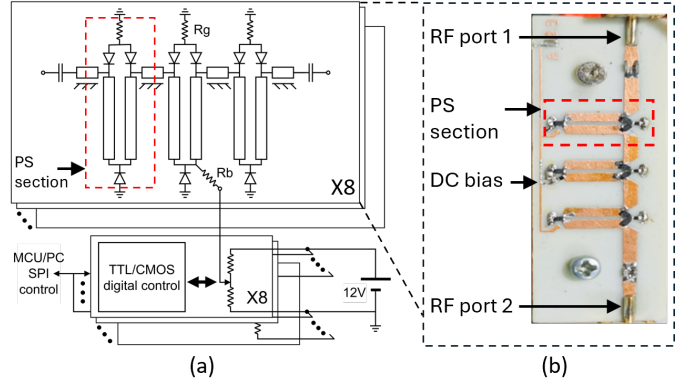 Rg
PS
section
Rb
X8
MCU/PC
SPI
control
TTL/CMOS
digital control
X8
12V
(a)
RF port 1
PS
section
DC bias
RF port 2
(b)